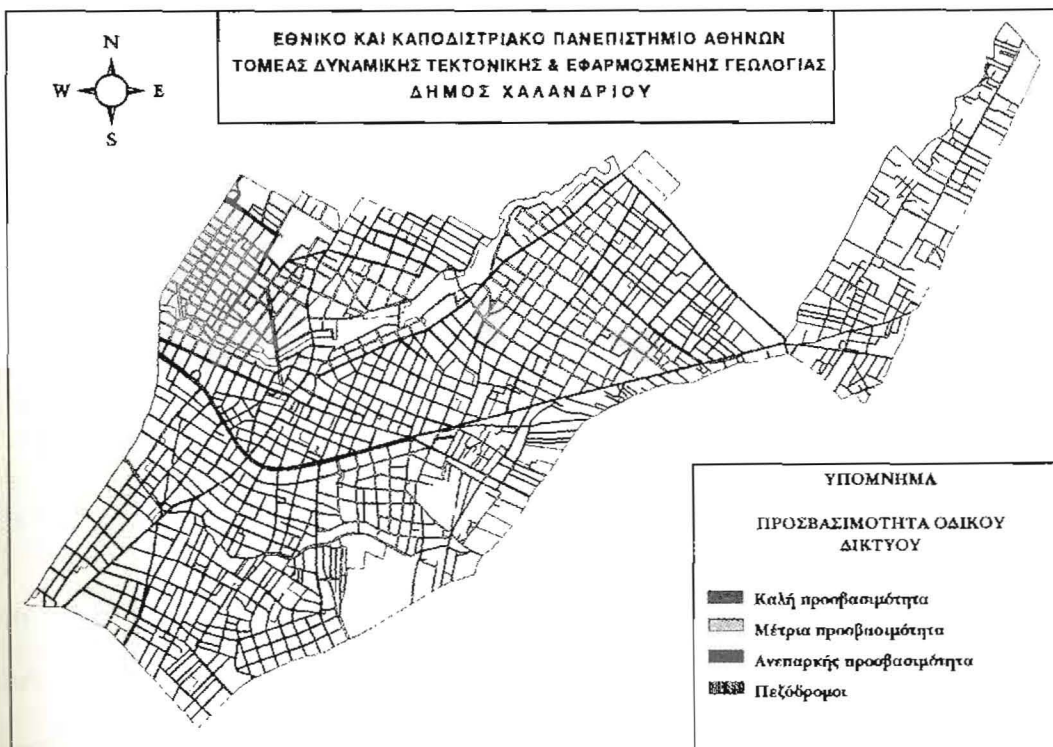 ΕΘΝΙΚΟ ΚΑΙ ΚΑΠΟΔΙΣΤΡΙΑΚΟ ΠΑΝΕΠΙΣΤΗΜΙΟ ΑΘΗΝΩΝ
ΤΟΜΕΑΣ ΔΥΝΑΜΙΚΗΣ ΤΕΚΤΟΝΙΚΗΣ & ΕΦΑΡΜΟΣΜΕΝΗΣ ΓΕΩΛΟΓΙΑΣ
ΔΗΜΟΣ ΧΑΛΑΝΔΡΙΟΥ
N
W E
S
ΥΠΟΜΝΗΜΑ
ΠΡΟΣΒΑΣΙΜΟΤΗΤΑ ΟΔΙΚΟΥ
ΔΙΚΤΥΟΥ
Καλή προσβασιμότητα
Μέτρια προσβασιμότητα
Ανεπαρκής προσβασιμότητα
Πεζόδρομοι